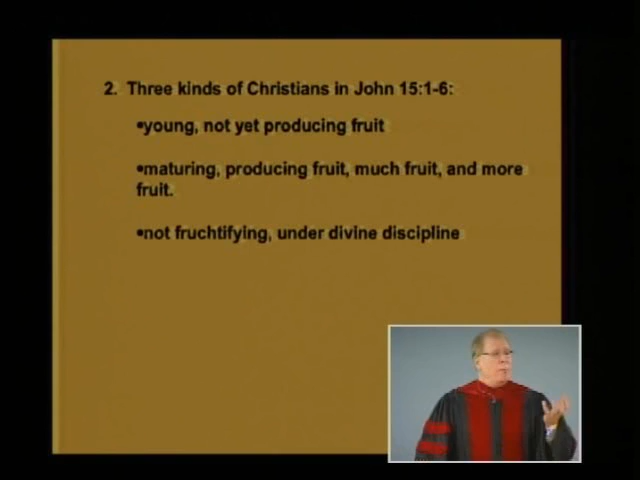 2. Three kinds of Christians in John 15:1-6:
•young, not yet producing fruit
•maturing, producing fruit, much fruit, and more
fruit.
•not fruchtifying, under divine discipline